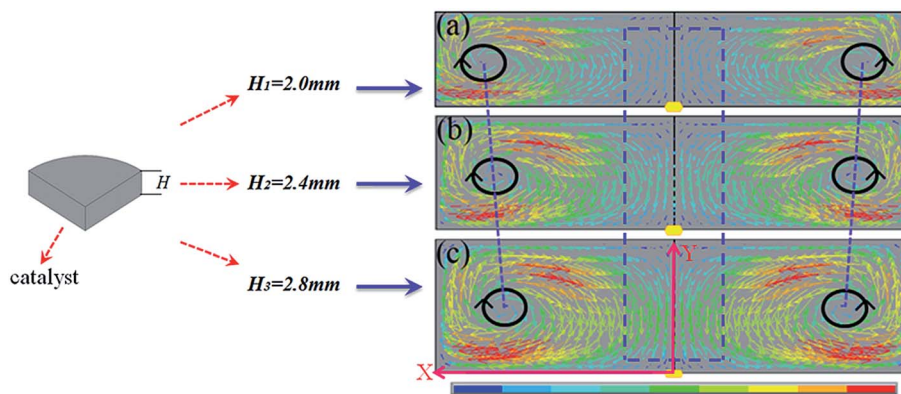 (a)
H1=2.0mm
(b)
H
H2=2.4mm
(c)
Y
catalyst
H3=2.8mm
X